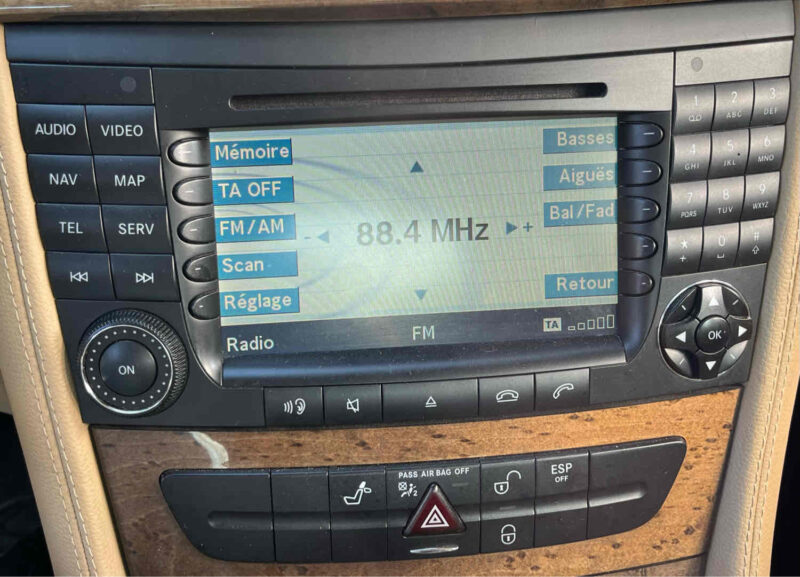 AUDIO VIDEO
NAV MAP
TEL SERV
ON
Mémoire
TA OFF
FM/AM
Scan
Réglage
88.4 MHz
- +
Basses
Aiguës
Bal/Fad
Retour
Radio FM TA
1 2 ABC 3 DEF
4 GHI 5 JKL 6 MNO
7 PQRS 8 TUV 9 WXYZ
* + 0 #
OK
PASS AIR BAG OFF
2
ESP
OFF